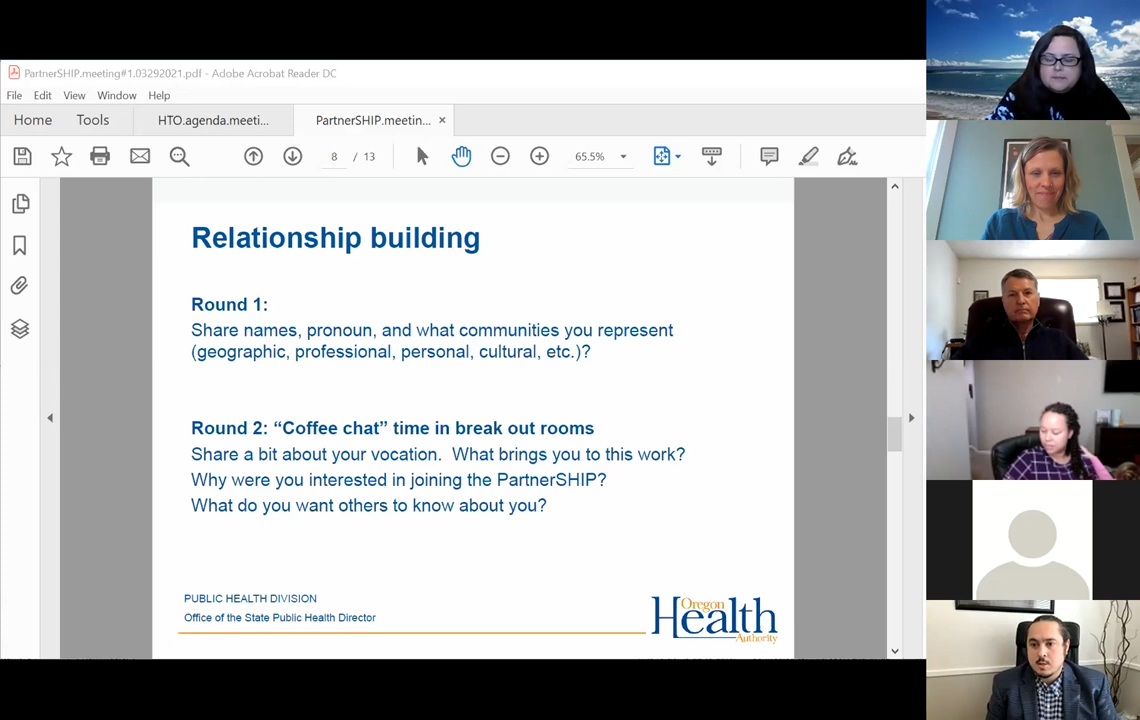 PartnerSHIP.meeting#1.03292021.pdf - Adobe Acrobat Reader DC
File Edit View Window Help
Home Tools HTO.agenda.meeti... PartnerSHIP.meetin... ×
8 / 13 65.5%
Relationship building
Round 1:
Share names, pronoun, and what communities you represent
(geographic, professional, personal, cultural, etc.)?
Round 2: “Coffee chat” time in break out rooms
Share a bit about your vocation. What brings you to this work?
Why were you interested in joining the PartnerSHIP?
What do you want others to know about you?
PUBLIC HEALTH DIVISION
Office of the State Public Health Director
Oregon
Health
Authority